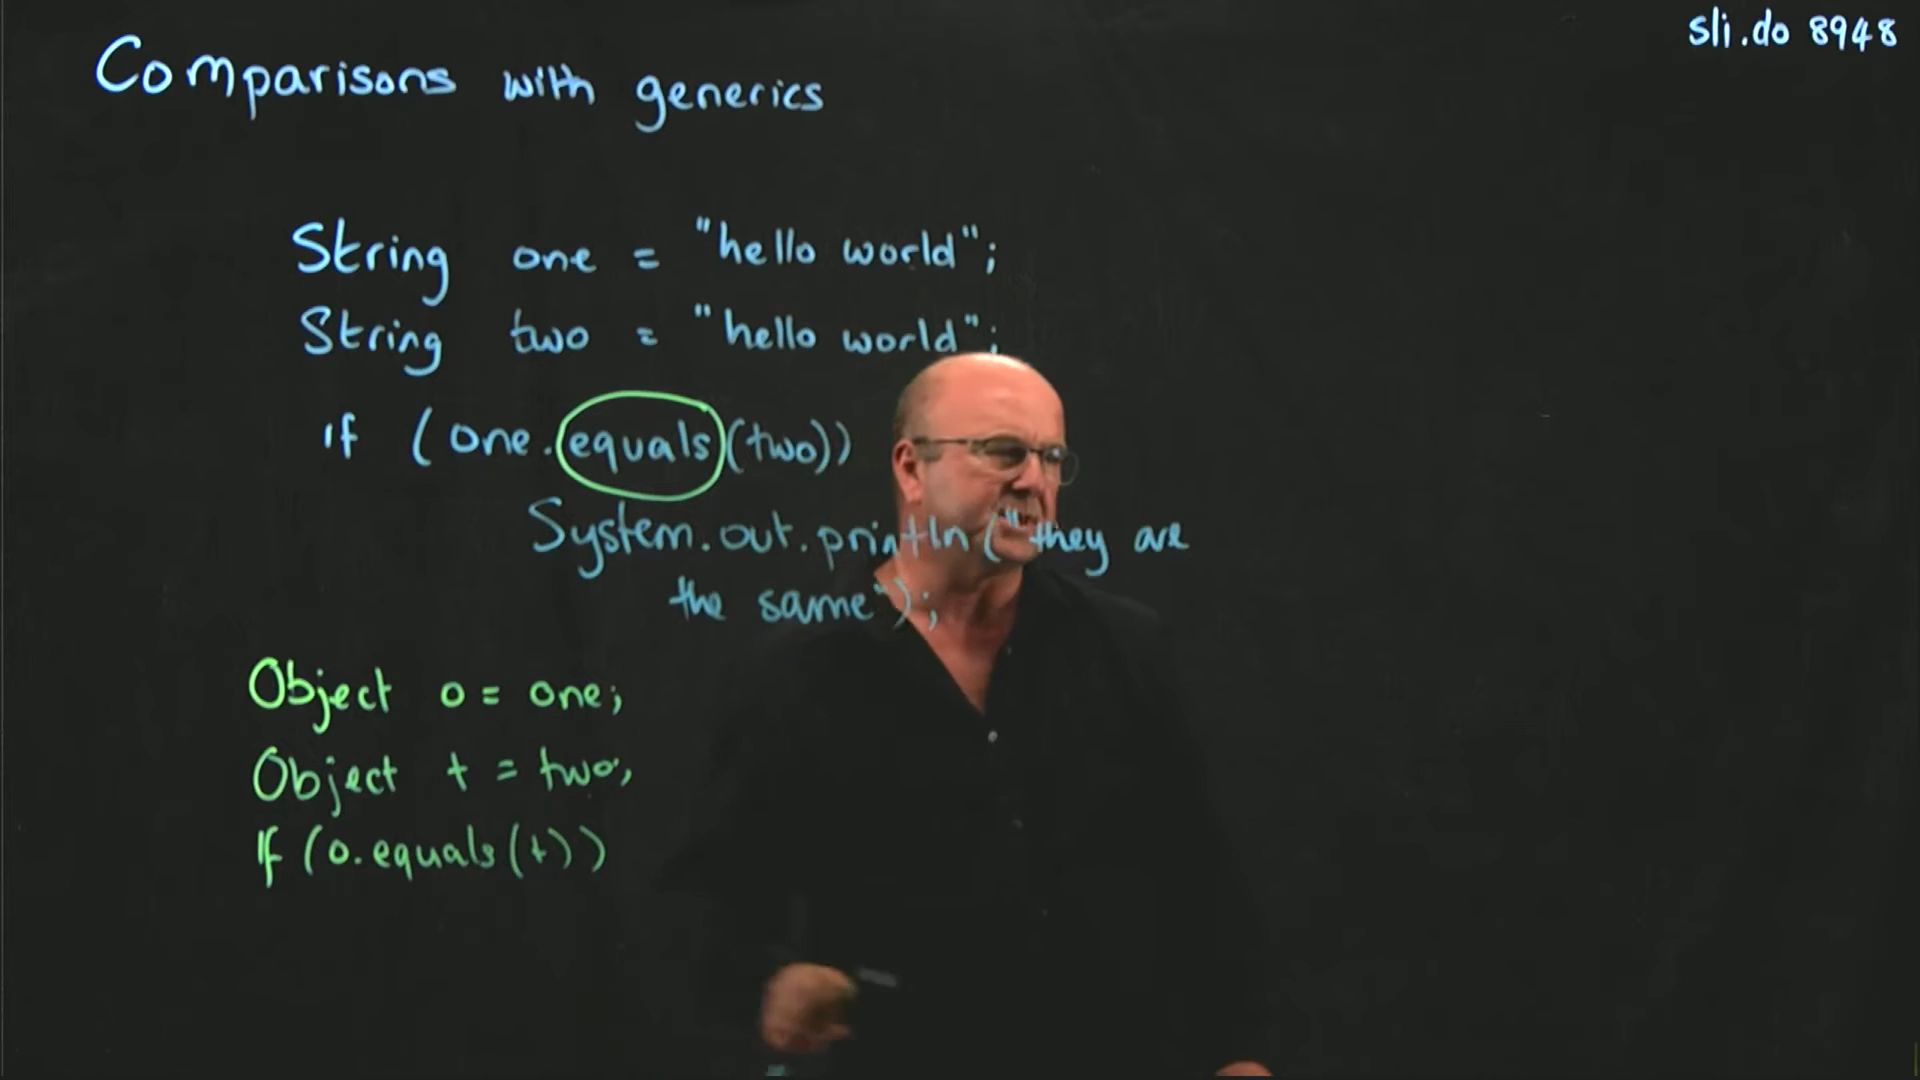 sli.do 8948
Comparisons with generics
String one = "hello world";
String two = "hello world";
if (one.equals(two))
System.out.println("they are
the same");
Object o = one;
Object t = two;
If (o.equals(t))